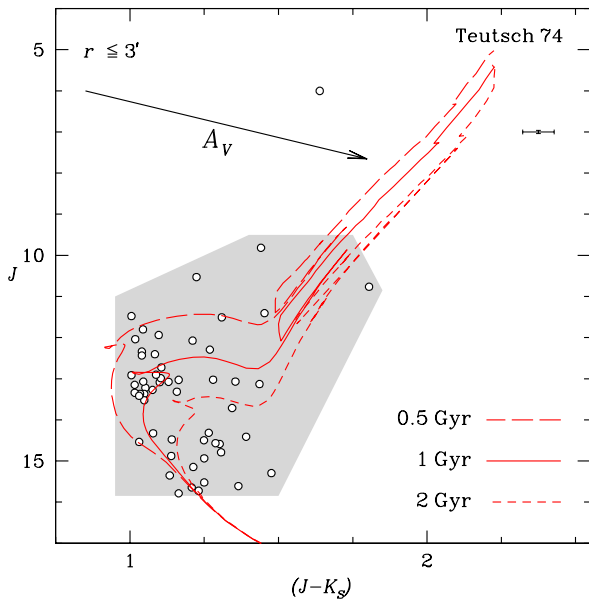 Teutsch 74
r ≤ 3′
A_V
5
10
15
J
0.5 Gyr
1 Gyr
2 Gyr
1
2
(J−K_s)